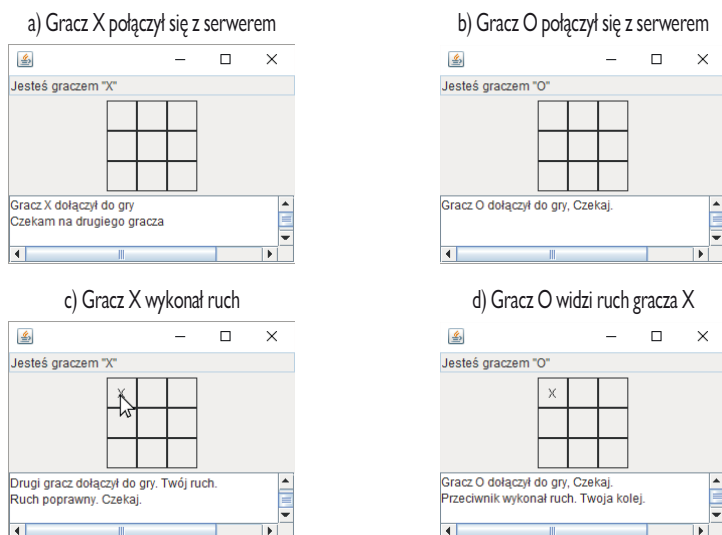 a) Gracz X połączył się z serwerem
Jesteś graczem "X"
Gracz X dołączył do gry
Czekam na drugiego gracza
b) Gracz O połączył się z serwerem
Jesteś graczem "O"
Gracz O dołączył do gry, Czekaj.
c) Gracz X wykonał ruch
Jesteś graczem "X"
X
Drugi gracz dołączył do gry. Twój ruch.
Ruch poprawny. Czekaj.
d) Gracz O widzi ruch gracza X
Jesteś graczem "O"
X
Gracz O dołączył do gry, Czekaj.
Przeciwnik wykonał ruch. Twoja kolej.